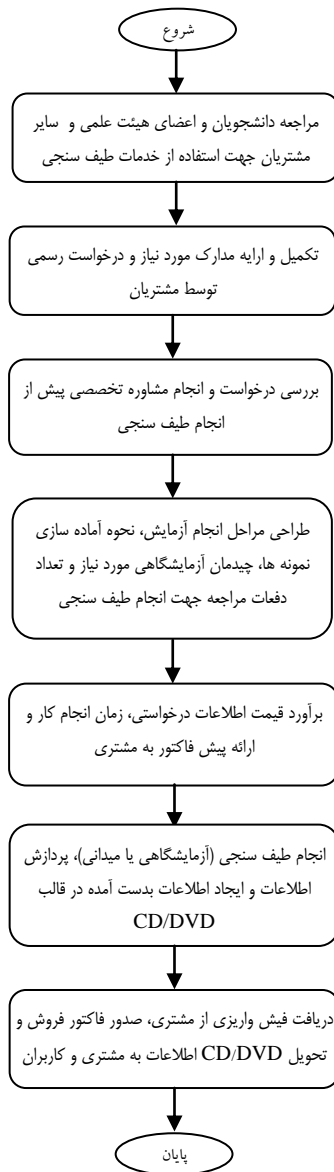 شروع
مراجعه دانشجویان و اعضای هیئت علمی و سایر
مشتریان جهت استفاده از خدمات طیف سنجی
تکمیل و ارایه مدارک مورد نیاز و درخواست رسمی
توسط مشتریان
بررسی درخواست و انجام مشاوره تخصصی پیش از
انجام طیف سنجی
طراحی مراحل انجام آزمایش، نحوه آماده سازی
نمونه ها، چیدمان آزمایشگاهی مورد نیاز و تعداد
دفعات مراجعه جهت انجام طیف سنجی
برآورد قیمت اطلاعات درخواستی، زمان انجام کار و
ارائه پیش فاکتور به مشتری
انجام طیف سنجی (آزمایشگاهی یا میدانی)، پردازش
اطلاعات و ایجاد اطلاعات بدست آمده در قالب
CD/DVD
دریافت فیش واریزی از مشتری، صدور فاکتور فروش و
تحویل CD/DVD اطلاعات به مشتری و کاربران
پایان